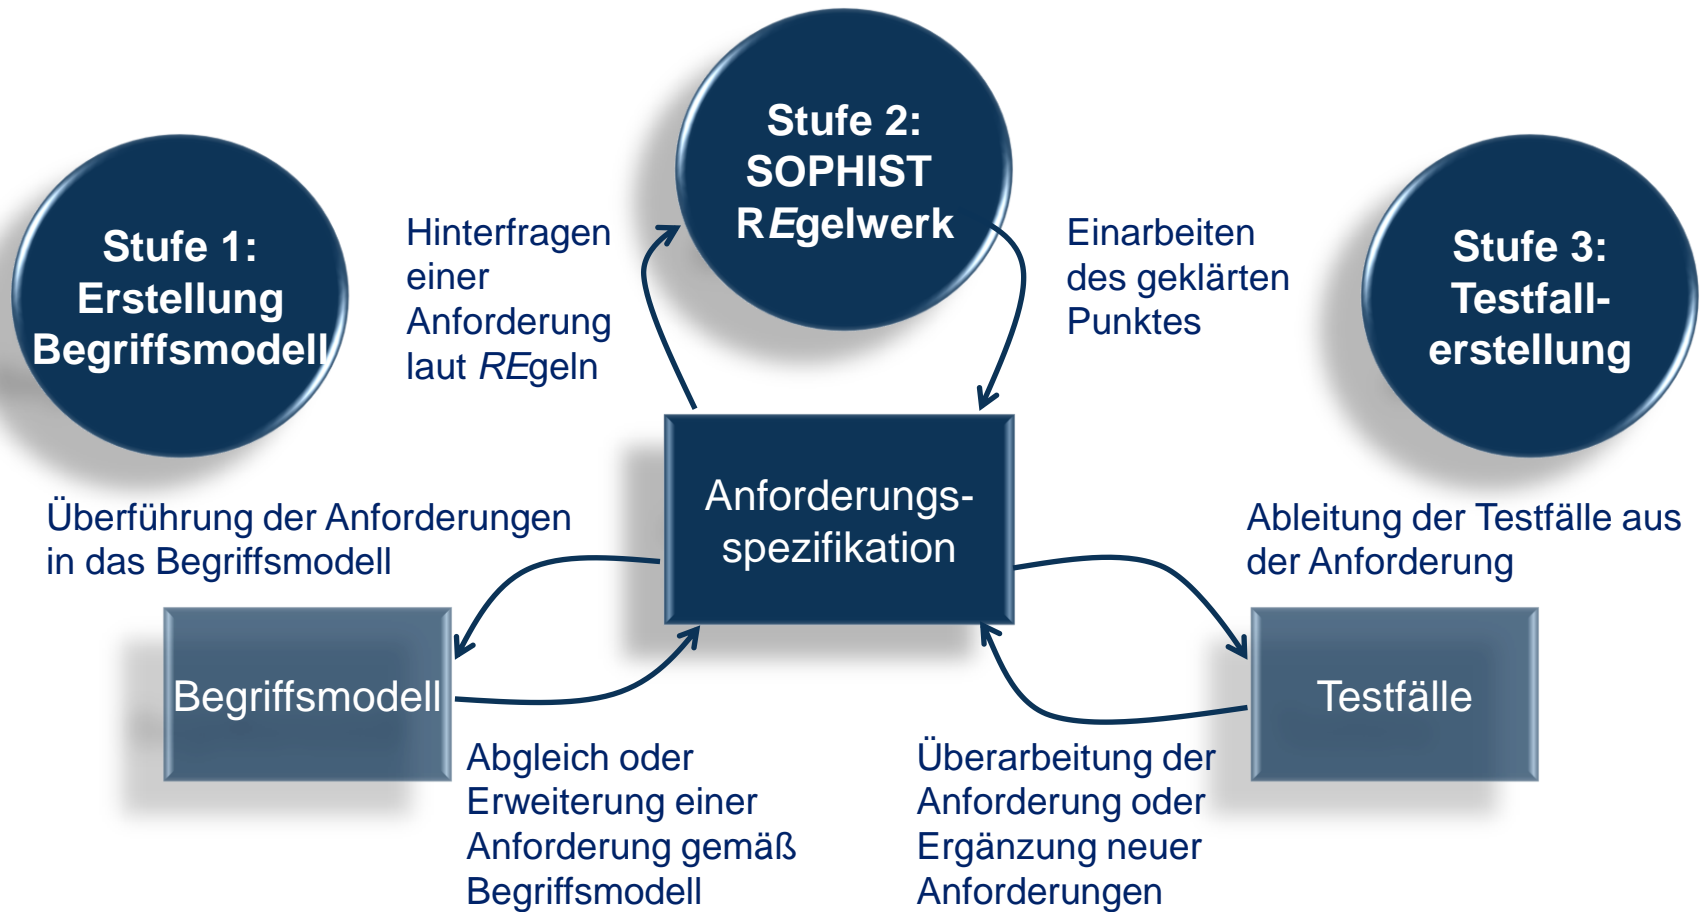 Stufe 1:
Erstellung
Begriffsmodell
Hinterfragen
einer
Anforderung
laut REgeln
Stufe 2:
SOPHIST
REgelwerk
Einarbeiten
des geklärten
Punktes
Stufe 3:
Testfall-
erstellung
Überführung der Anforderungen
in das Begriffsmodell
Anforderungs-
spezifikation
Ableitung der Testfälle aus
der Anforderung
Begriffsmodell
Testfälle
Abgleich oder
Erweiterung einer
Anforderung gemäß
Begriffsmodell
Überarbeitung der
Anforderung oder
Ergänzung neuer
Anforderungen